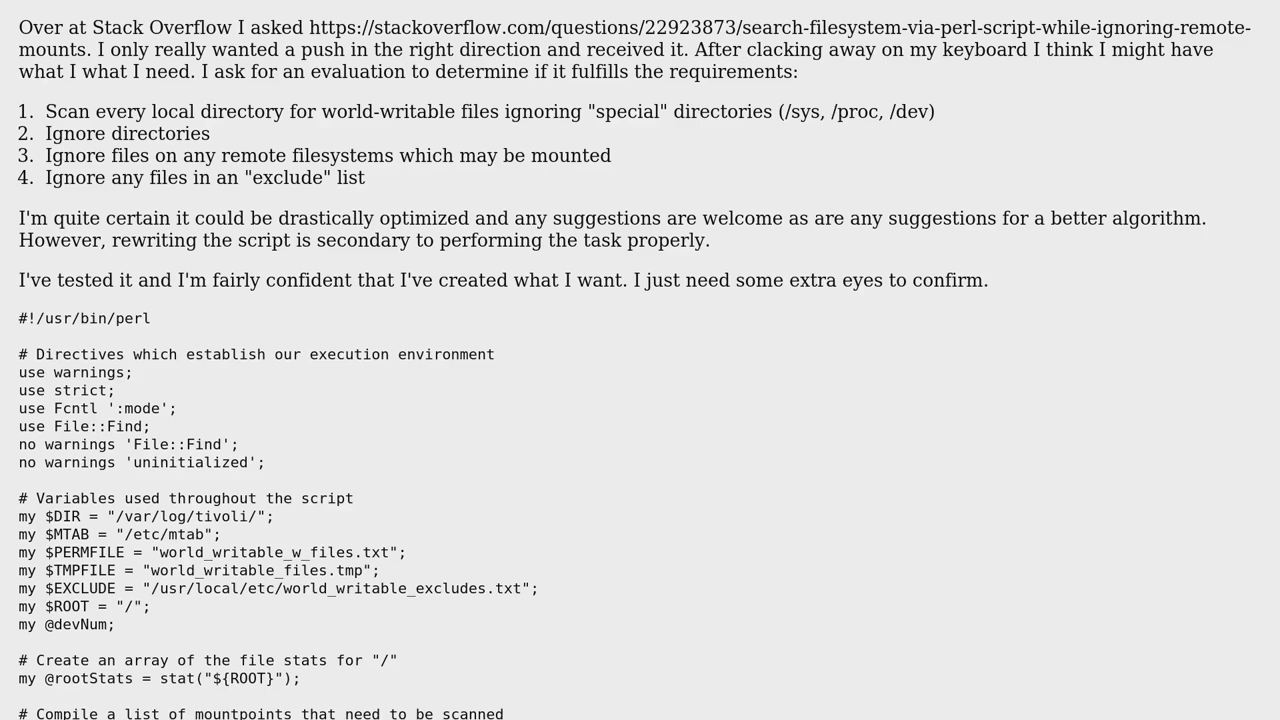 Over at Stack Overflow I asked https://stackoverflow.com/questions/22923873/search-filesystem-via-perl-script-while-ignoring-remote-
mounts. I only really wanted a push in the right direction and received it. After clacking away on my keyboard I think I might have
what I what I need. I ask for an evaluation to determine if it fulfills the requirements:
1. Scan every local directory for world-writable files ignoring "special" directories (/sys, /proc, /dev)
2. Ignore directories
3. Ignore files on any remote filesystems which may be mounted
4. Ignore any files in an "exclude" list
I'm quite certain it could be drastically optimized and any suggestions are welcome as are any suggestions for a better algorithm.
However, rewriting the script is secondary to performing the task properly.
I've tested it and I'm fairly confident that I've created what I want. I just need some extra eyes to confirm.
#!/usr/bin/perl
# Directives which establish our execution environment
use warnings;
use strict;
use Fcntl ':mode';
use File::Find;
no warnings 'File::Find';
no warnings 'uninitialized';
# Variables used throughout the script
my $DIR = "/var/log/tivoli/";
my $MTAB = "/etc/mtab";
my $PERMFILE = "world_writable_w_files.txt";
my $TMPFILE = "world_writable_files.tmp";
my $EXCLUDE = "/usr/local/etc/world_writable_excludes.txt";
my $ROOT = "/";
my @devNum;
# Create an array of the file stats for "/"
my @rootStats = stat("${ROOT}");
# Compile a list of mountpoints that need to be scanned